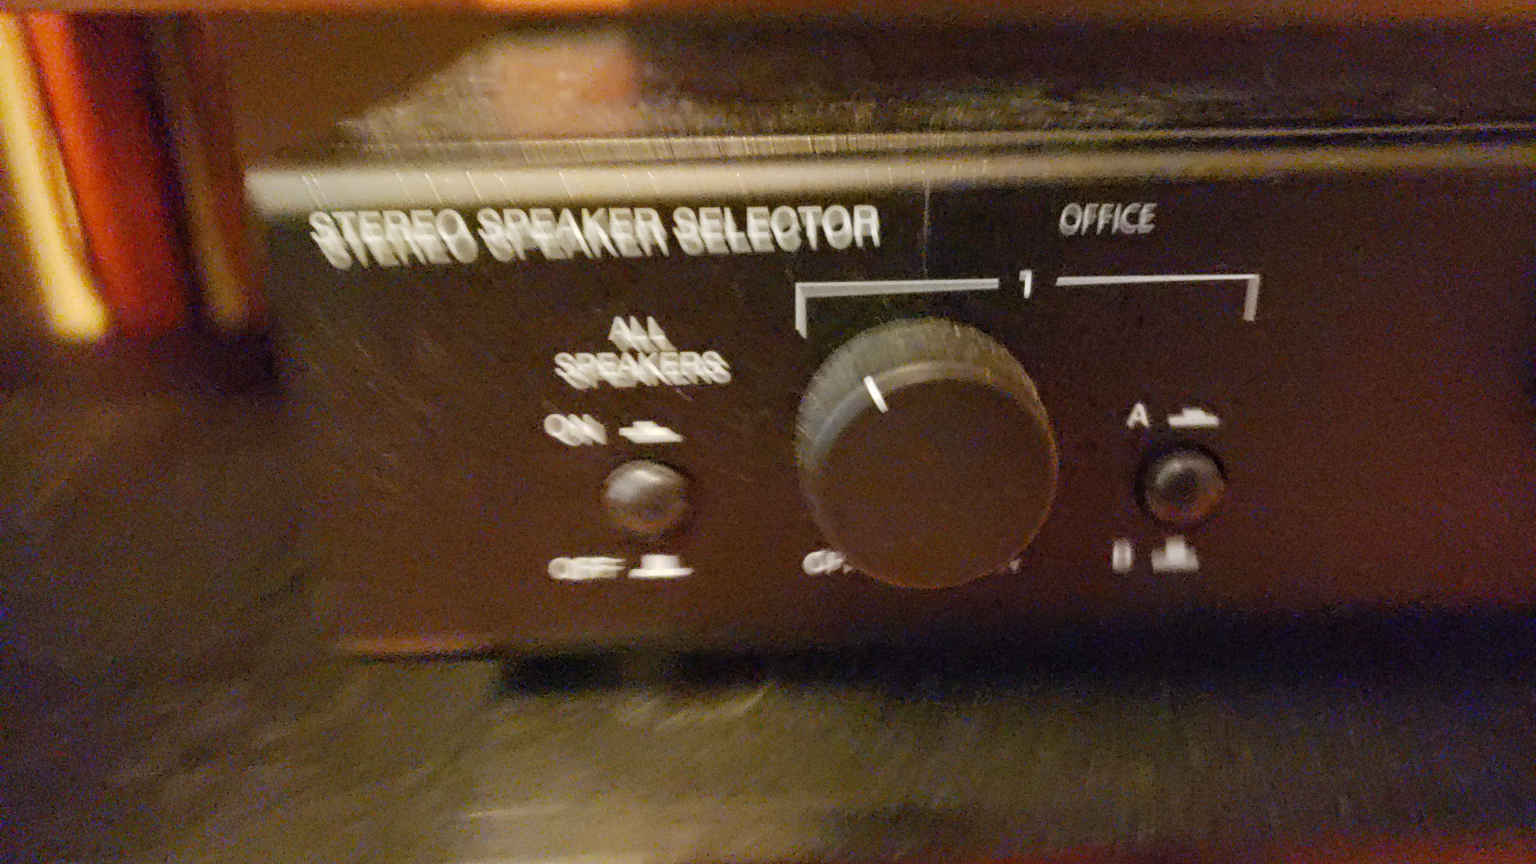 STEREO SPEAKER SELECTOR
OFFICE
1
ALL
SPEAKERS
ON
A
OFF
B